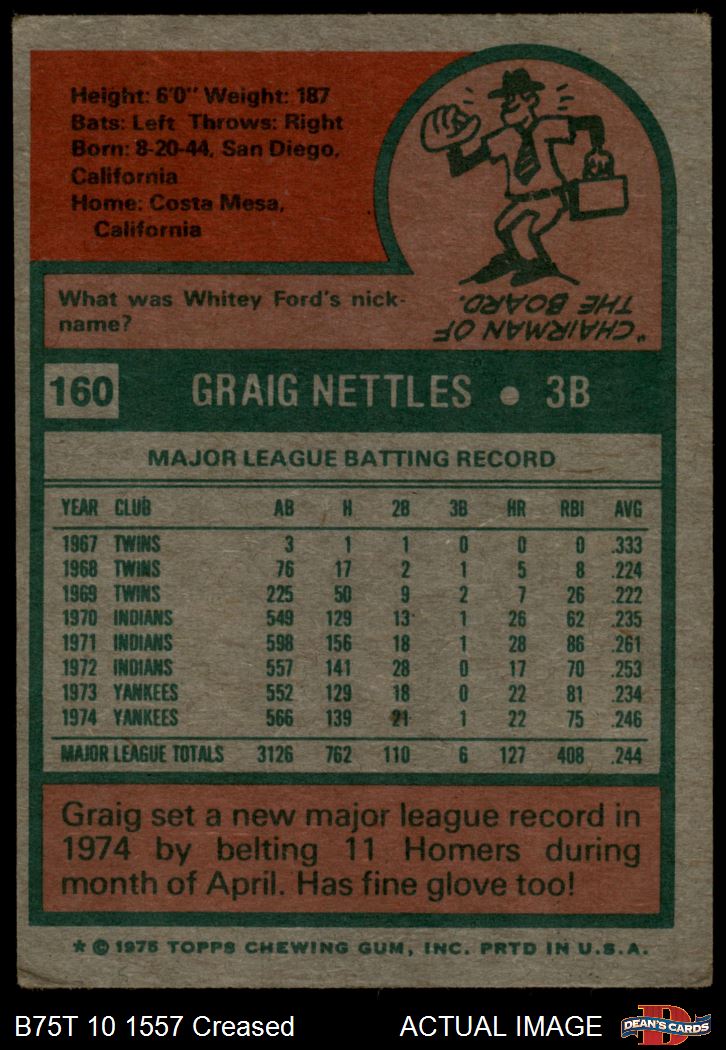 Height: 6'0" Weight: 187
Bats: Left Throws: Right
Born: 8-20-44, San Diego,
California
Home: Costa Mesa,
California
What was Whitey Ford's nick-
name?
"CHAIRMAN OF
THE BOARD.
160 GRAIG NETTLES • 3B
MAJOR LEAGUE BATTING RECORD
YEAR CLUB AB H 2B 3B HR RBI AVG
1967 TWINS 3 1 1 0 0 0 .333
1968 TWINS 76 17 2 1 5 8 .224
1969 TWINS 225 50 9 2 7 26 .222
1970 INDIANS 549 129 13 1 26 62 .235
1971 INDIANS 598 156 18 1 28 86 .261
1972 INDIANS 557 141 28 0 17 70 .253
1973 YANKEES 552 129 18 0 22 81 .234
1974 YANKEES 566 139 21 1 22 75 .246
MAJOR LEAGUE TOTALS 3126 762 110 6 127 408 .244
Graig set a new major league record in
1974 by belting 11 Homers during
month of April. Has fine glove too!
* © 1975 TOPPS CHEWING GUM, INC. PRTD IN U.S.A.
B75T 10 1557 Creased ACTUAL IMAGE
D
DEAN'S CARDS